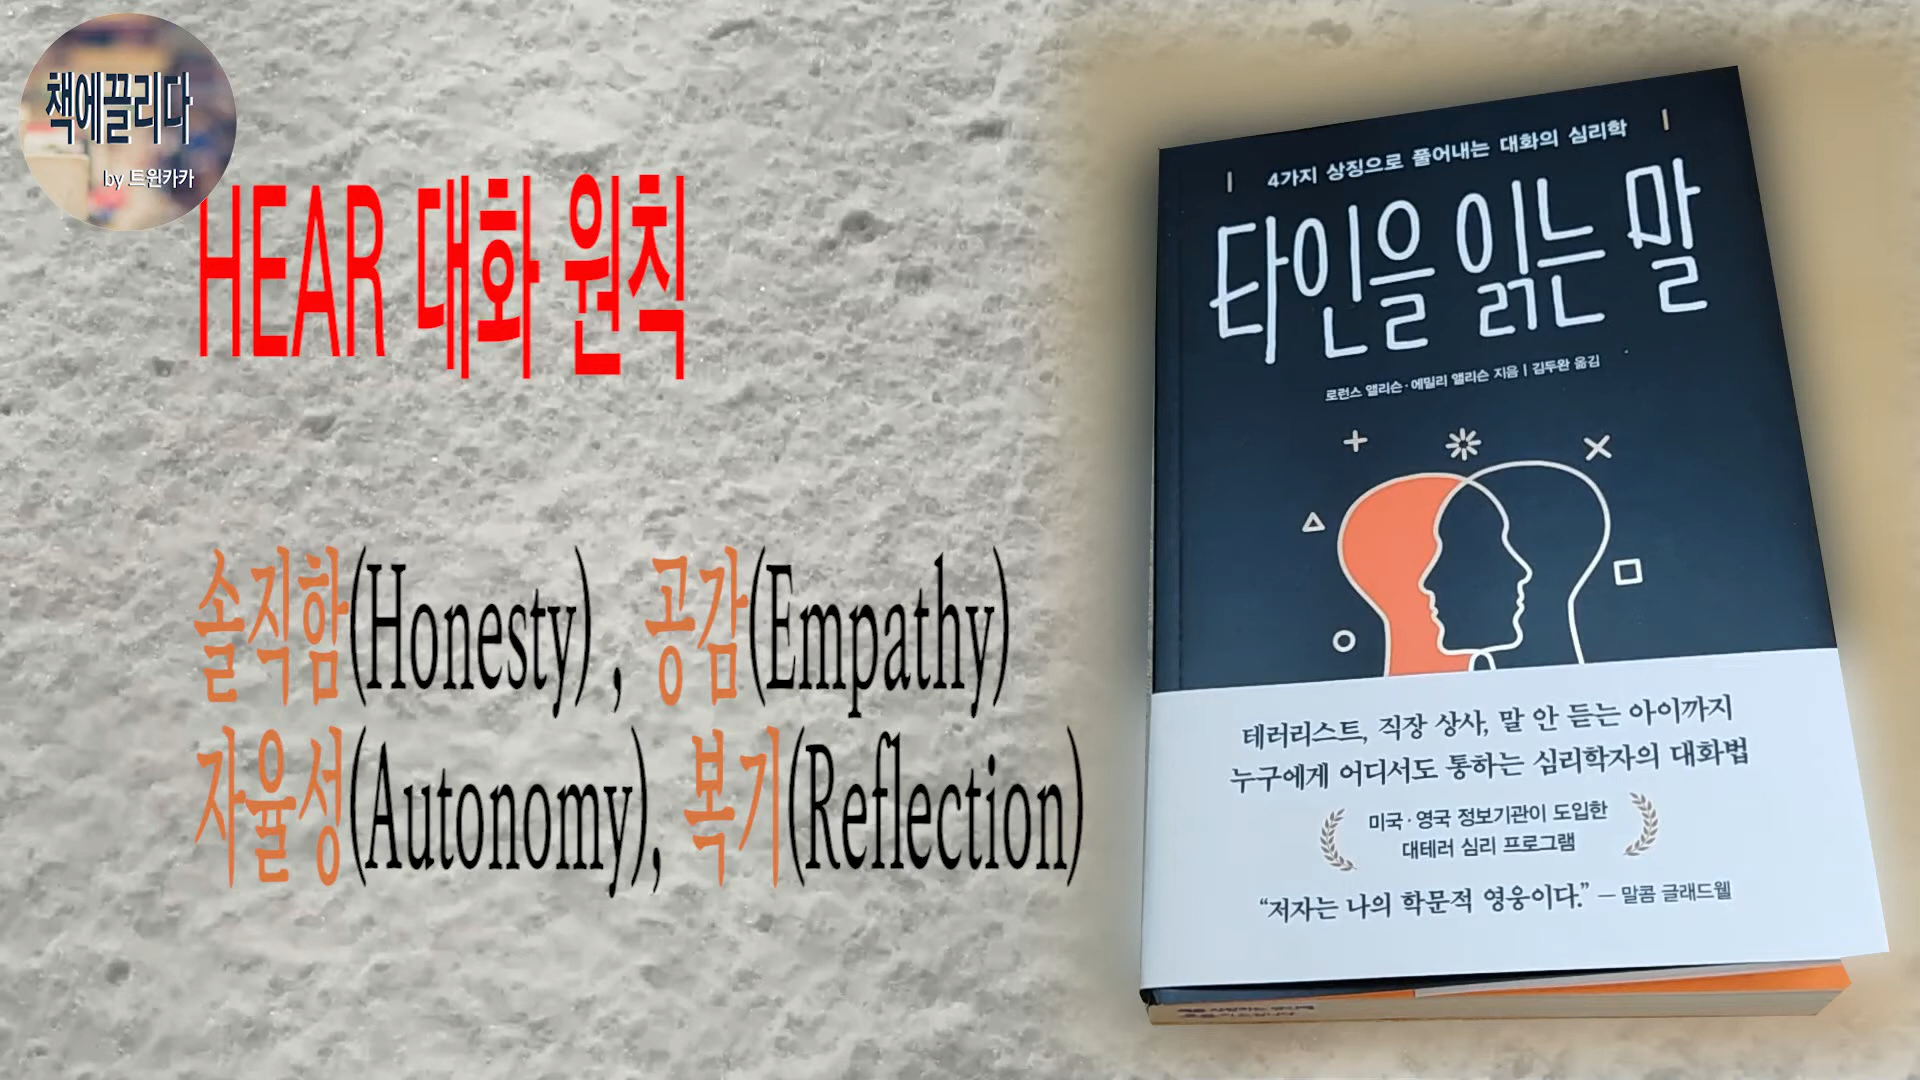 책에끌리다
by 트윈카카
HEAR 대화 원칙
솔직함(Honesty) , 공감(Empathy)
자율성(Autonomy), 복기(Reflection)
4가지 상징으로 풀어내는 대화의 심리학
타인을 읽는 말
로런스 앨리슨·에밀리 앨리슨 지음 | 김두완 옮김
테러리스트, 직장 상사, 말 안 듣는 아이까지
누구에게 어디서도 통하는 심리학자의 대화법
미국·영국 정보기관이 도입한
대테러 심리 프로그램
“저자는 나의 학문적 영웅이다.” — 말콤 글래드웰